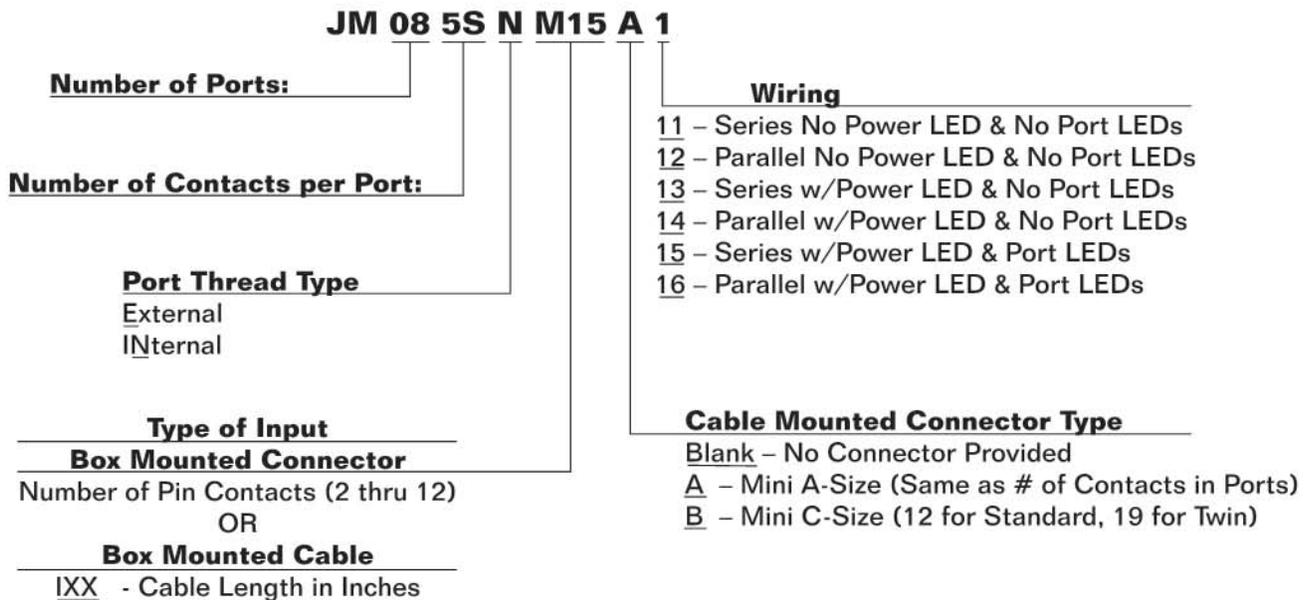 JM 08 5S N M15 A 1
Number of Ports:
Number of Contacts per Port:
Port Thread Type
External
INternal
Type of Input
Box Mounted Connector
Number of Pin Contacts (2 thru 12)
OR
Box Mounted Cable
IXX - Cable Length in Inches
Wiring
11 – Series No Power LED & No Port LEDs
12 – Parallel No Power LED & No Port LEDs
13 – Series w/Power LED & No Port LEDs
14 – Parallel w/Power LED & No Port LEDs
15 – Series w/Power LED & Port LEDs
16 – Parallel w/Power LED & Port LEDs
Cable Mounted Connector Type
Blank – No Connector Provided
A – Mini A-Size (Same as # of Contacts in Ports)
B – Mini C-Size (12 for Standard, 19 for Twin)